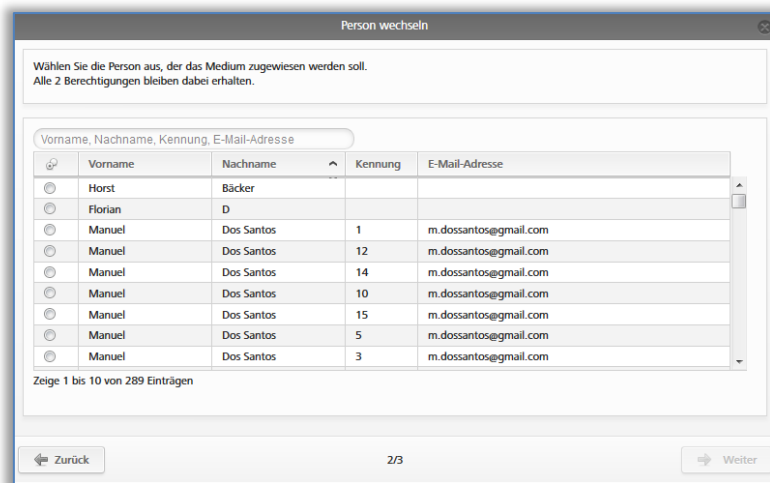 Person wechseln
Wählen Sie die Person aus, der das Medium zugewiesen werden soll.
Alle 2 Berechtigungen bleiben dabei erhalten.
Vorname, Nachname, Kennung, E-Mail-Adresse
Vorname Nachname Kennung E-Mail-Adresse
Horst Bäcker
Florian D
Manuel Dos Santos 1 m.dossantos@gmail.com
Manuel Dos Santos 12 m.dossantos@gmail.com
Manuel Dos Santos 14 m.dossantos@gmail.com
Manuel Dos Santos 10 m.dossantos@gmail.com
Manuel Dos Santos 15 m.dossantos@gmail.com
Manuel Dos Santos 5 m.dossantos@gmail.com
Manuel Dos Santos 3 m.dossantos@gmail.com
Zeige 1 bis 10 von 289 Einträgen
Zurück 2/3 Weiter